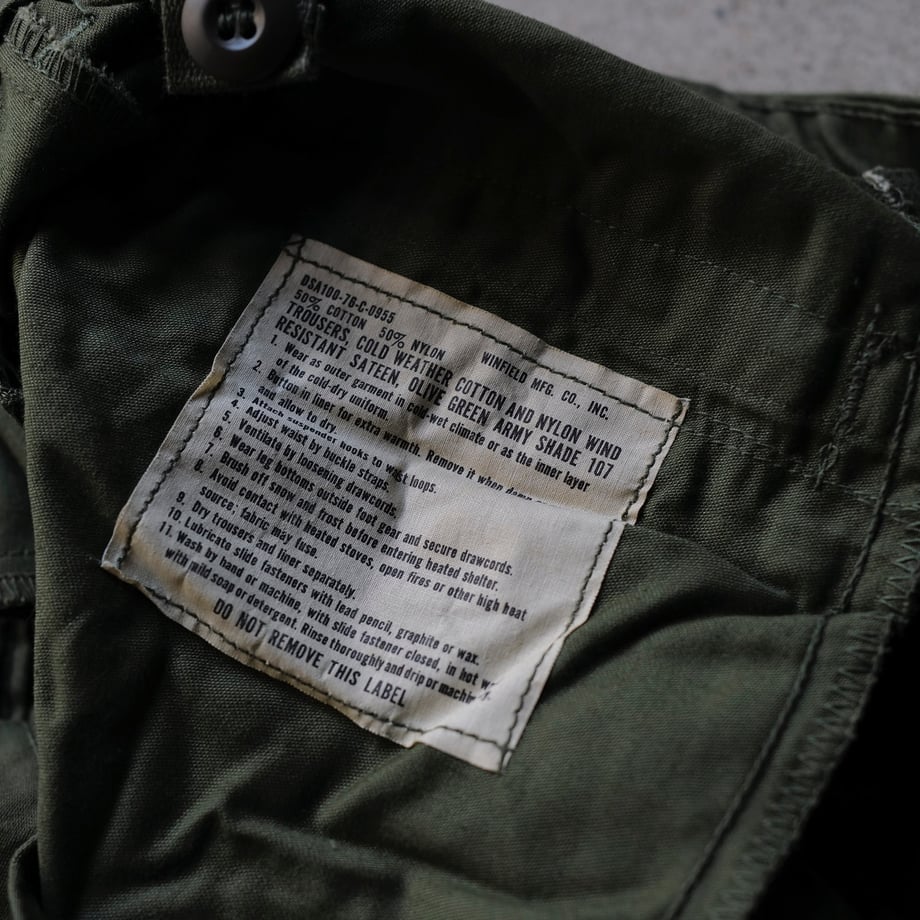 DSA100-76-C-0955
50% COTTON 50% NYLON WINFIELD MFG. CO., INC.
TROUSERS, COLD WEATHER COTTON AND NYLON WIND
RESISTANT SATEEN, OLIVE GREEN ARMY SHADE 107
1. Wear as outer garment in cold-wet climate or as the inner layer
of the cold-dry uniform.
2. Button in liner for extra warmth. Remove it when
and allow to dry.
3. Attach suspender hooks to loops.
4. Adjust waist by buckle straps.
5. Ventilate by loosening drawcords.
6. Wear leg bottoms outside foot gear and secure drawcords.
7. Brush off snow and frost before entering heated shelter.
8. Avoid contact with heated stoves, open fires or other high heat
source; fabric may fuse.
9. Dry trousers and liner separately.
10. Lubricate slide fasteners with lead pencil, graphite or wax.
11. Wash by hand or machine, with slide fastener closed, in hot
with mild soap or detergent. Rinse thoroughly and drip or
DO NOT REMOVE THIS LABEL